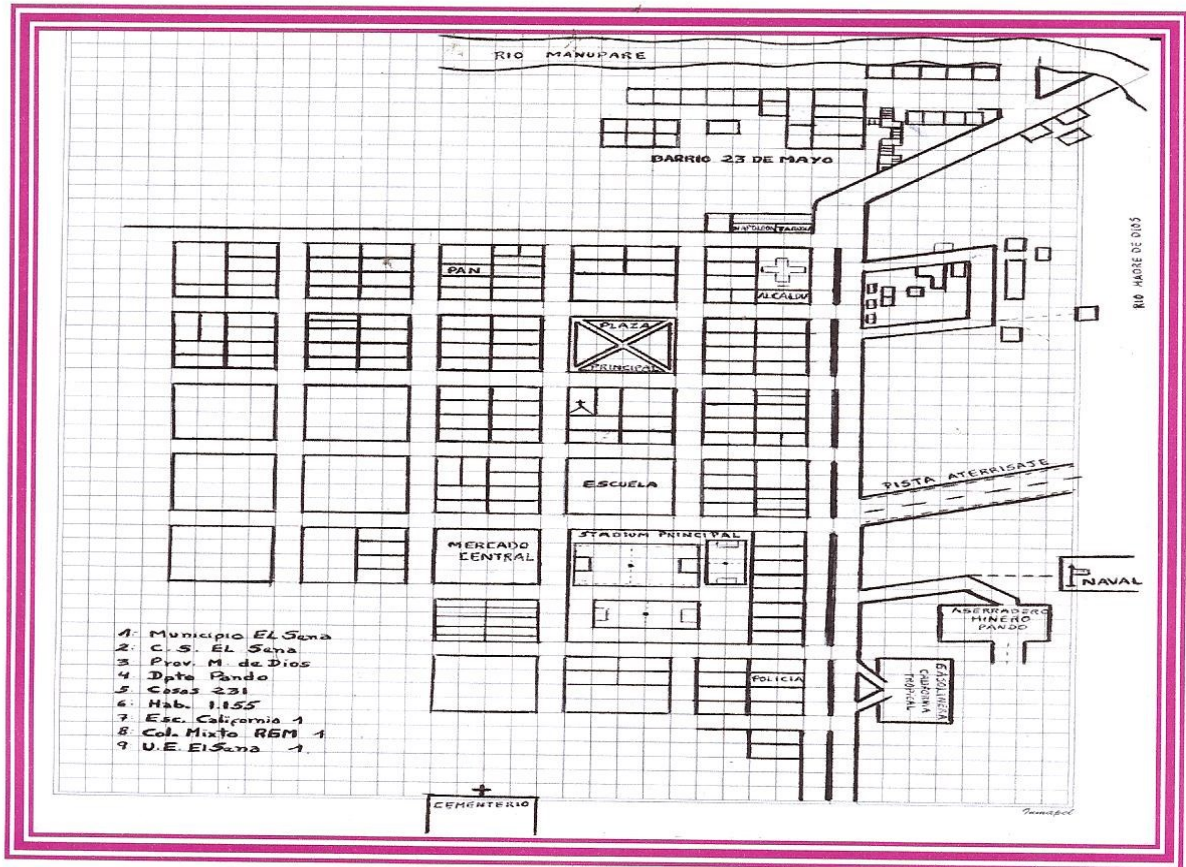 RIO MANUPARE
BARRIO 23 DE MAYO
RIO MADRE DE DIOS
PAN
ALCALDIA
PLAZA
PRINCIPAL
ESCUELA
PISTA ATERRISAJE
MERCADO
CENTRAL
STADIUM PRINCIPAL
NAVAL
ASERRADERO
MINERO
PANDO
POLICIA
GASOLINERA
CALIFORNIA
TROPICAL
1: Municipio EL Sena
2: C. S. EL Sena
3 Prov. M. de Dios
4 Dpto Pando
5 Casas 231
6: Hab. 1.155
7: Esc. California 1
8: Col. Mixto REM 1
9 U.E. El Sena 1.
CEMENTERIO